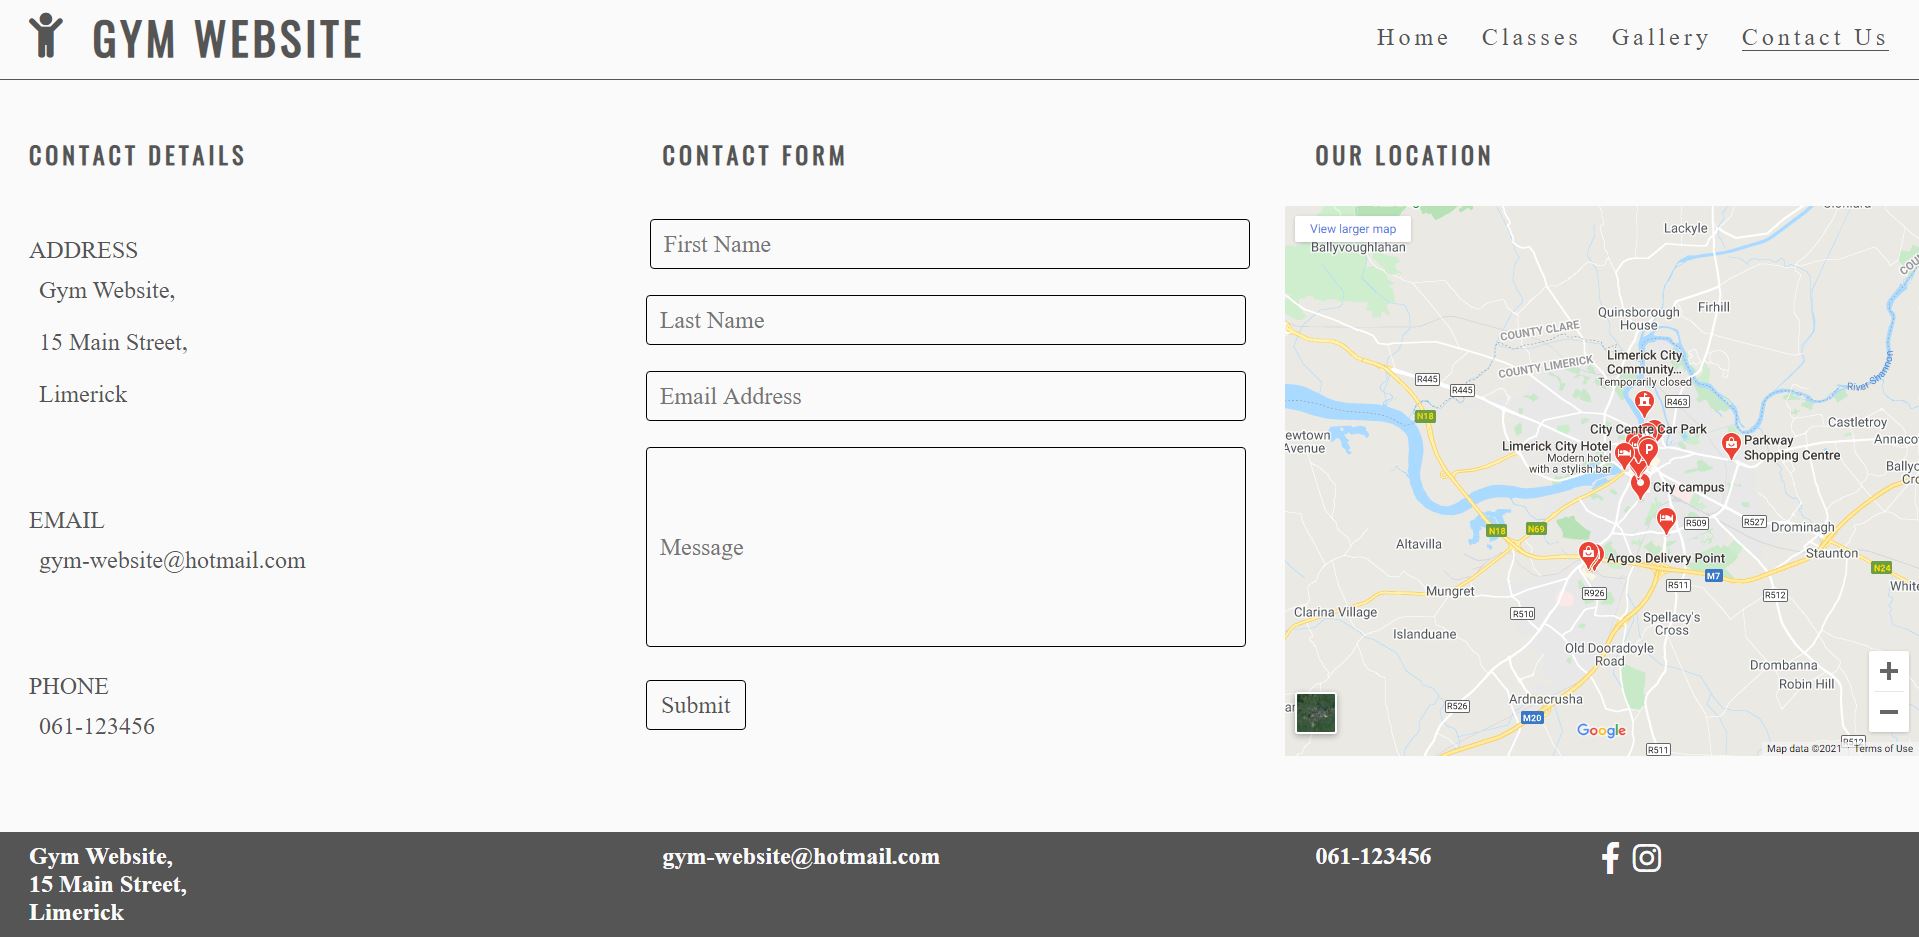 GYM WEBSITE
Home Classes Gallery Contact Us
CONTACT DETAILS
ADDRESS
Gym Website,
15 Main Street,
Limerick
EMAIL
gym-website@hotmail.com
PHONE
061-123456
CONTACT FORM
First Name
Last Name
Email Address
Message
Submit
OUR LOCATION
View larger map
Ballyvoughlahan
Lackyle
Firhill
Quinsborough
House
COUNTY CLARE
COUNTY LIMERICK
Limerick City
Community...
Temporarily closed
River Shannon
R445
R445
R463
N18
City Centre Car Park
Castletroy
Limerick City Hotel
Modern hotel
with a stylish bar
Parkway
Shopping Centre
ewtown
Avenue
Annaco
City campus
N18
N69
R509
R527
Drominagh
Altavilla
Staunton
Argos Delivery Point
M7
N24
R511
R926
Mungret
R512
White
Clarina Village
R510
Spellacy's
Cross
Islanduane
Old Dooradoyle
Road
Drombanna
Robin Hill
Ardnacrusha
R526
M20
Google
R511
R512
Map data ©2021
Terms of Use
Gym Website,
15 Main Street,
Limerick
gym-website@hotmail.com
061-123456